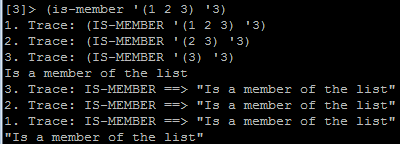 [3]> (is-member '(1 2 3) '3)
1. Trace: (IS-MEMBER '(1 2 3) '3)
2. Trace: (IS-MEMBER '(2 3) '3)
3. Trace: (IS-MEMBER '(3) '3)
Is a member of the list
3. Trace: IS-MEMBER ==> "Is a member of the list"
2. Trace: IS-MEMBER ==> "Is a member of the list"
1. Trace: IS-MEMBER ==> "Is a member of the list"
"Is a member of the list"